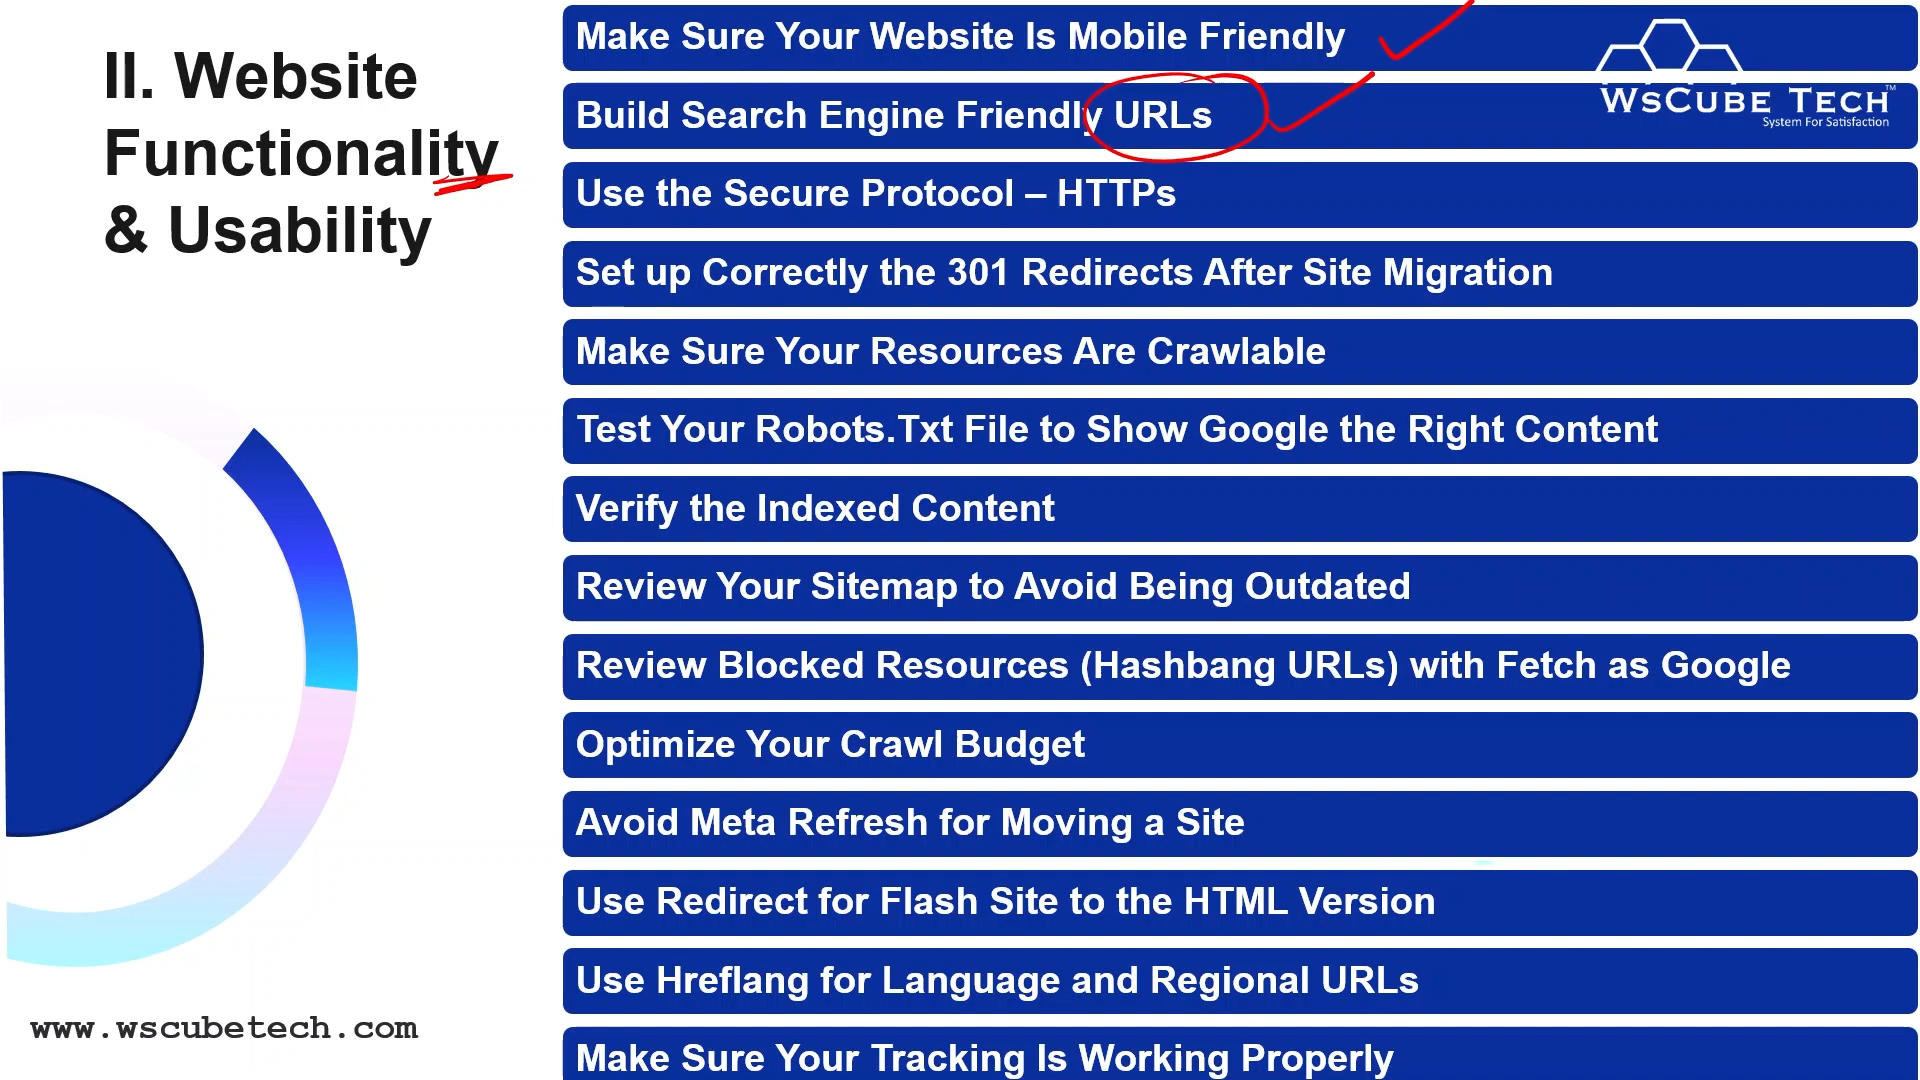 II. Website
Functionality
& Usability
Make Sure Your Website Is Mobile Friendly
Build Search Engine Friendly URLs
Use the Secure Protocol – HTTPs
Set up Correctly the 301 Redirects After Site Migration
Make Sure Your Resources Are Crawlable
Test Your Robots.Txt File to Show Google the Right Content
Verify the Indexed Content
Review Your Sitemap to Avoid Being Outdated
Review Blocked Resources (Hashbang URLs) with Fetch as Google
Optimize Your Crawl Budget
Avoid Meta Refresh for Moving a Site
Use Redirect for Flash Site to the HTML Version
Use Hreflang for Language and Regional URLs
Make Sure Your Tracking Is Working Properly
WsCube Tech™
System For Satisfaction
www.wscubetech.com